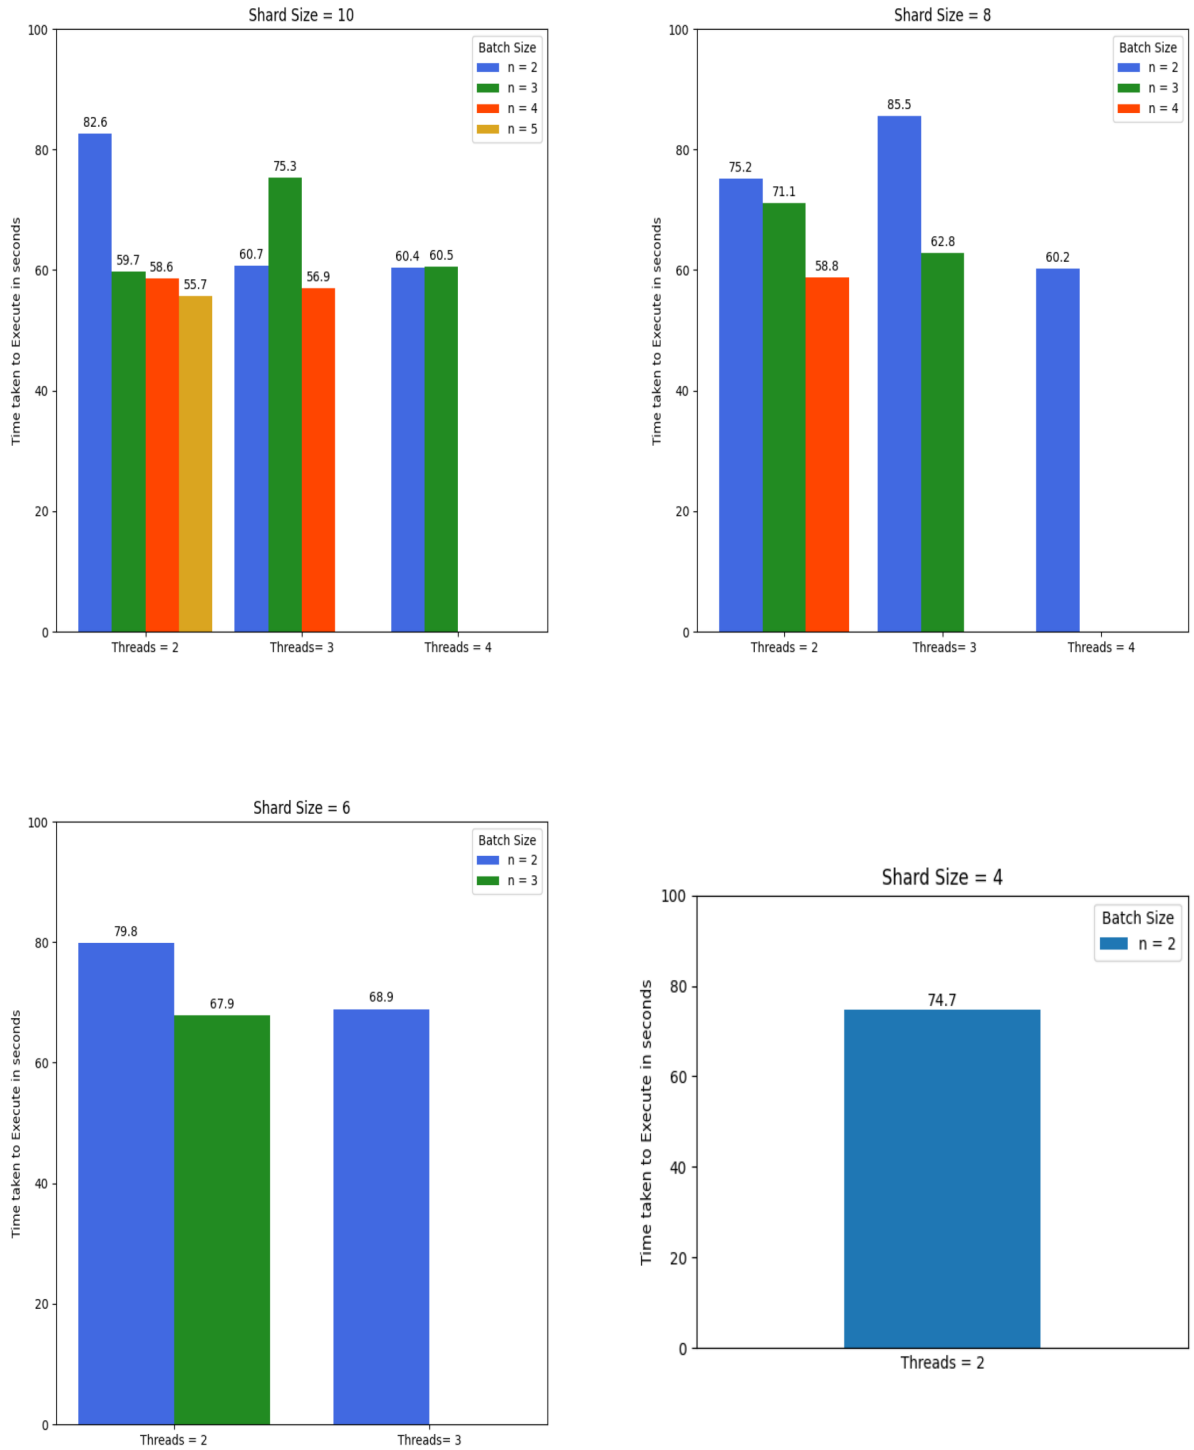 Shard Size = 10
Time taken to Execute in seconds
100
80
60
40
20
0
Batch Size
n = 2
n = 3
n = 4
n = 5
82.6
59.7
58.6
55.7
60.7
75.3
56.9
60.4
60.5
Threads = 2
Threads= 3
Threads = 4
Shard Size = 8
Time taken to Execute in seconds
100
80
60
40
20
0
Batch Size
n = 2
n = 3
n = 4
75.2
71.1
58.8
85.5
62.8
60.2
Threads = 2
Threads= 3
Threads = 4
Shard Size = 6
Time taken to Execute in seconds
100
80
60
40
20
0
Batch Size
n = 2
n = 3
79.8
67.9
68.9
Threads = 2
Threads= 3
Shard Size = 4
Time taken to Execute in seconds
100
80
60
40
20
0
Batch Size
n = 2
74.7
Threads = 2